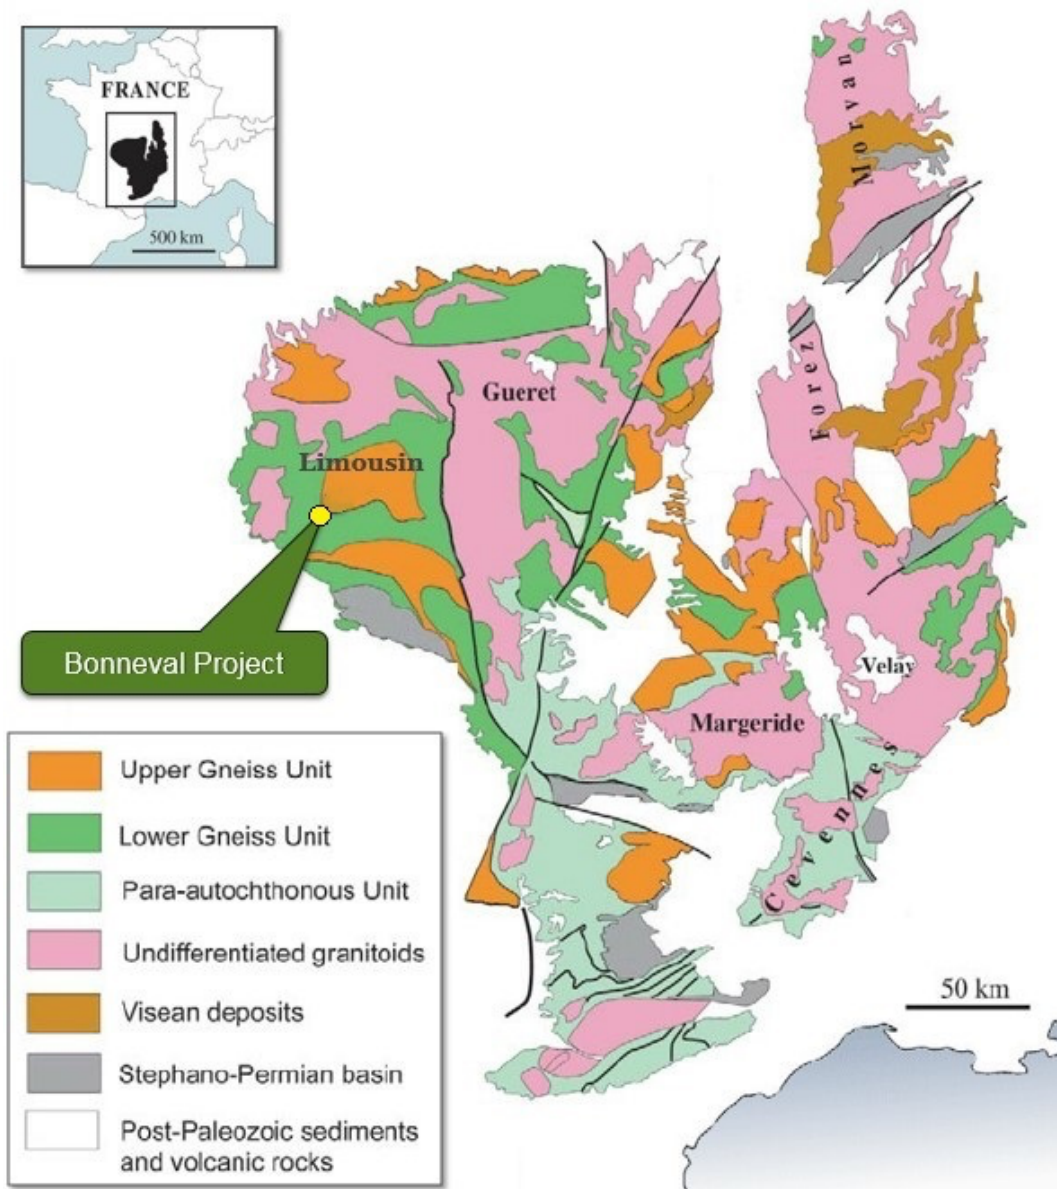 FRANCE
500 km
Morvan
Gueret
Forez
Limousin
Bonneval Project
Velay
Margeride
Cevennes
Upper Gneiss Unit
Lower Gneiss Unit
Para-autochthonous Unit
Undifferentiated granitoids
Visean deposits
Stephano-Permian basin
Post-Paleozoic sediments
and volcanic rocks
50 km